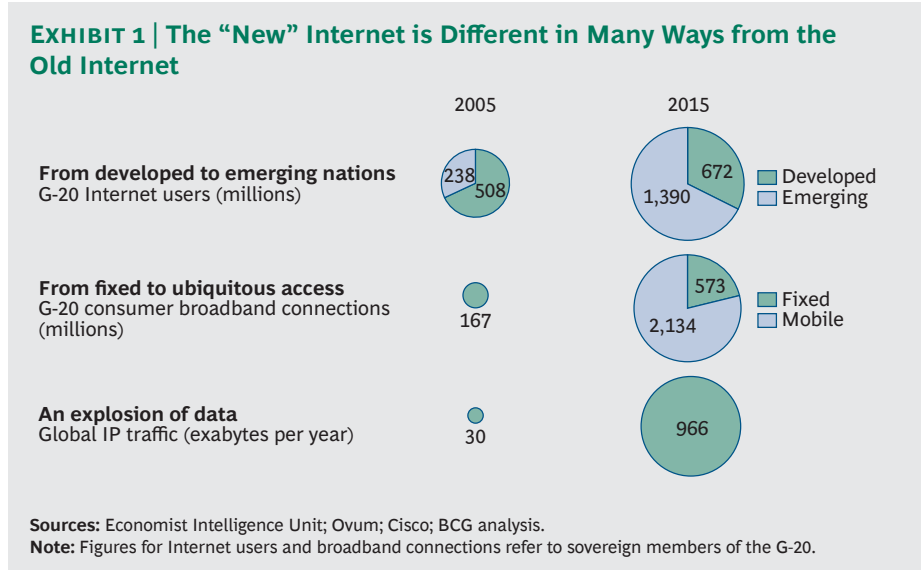 EXHIBIT 1 | The “New” Internet is Different in Many Ways from the
Old Internet
2005
2015
From developed to emerging nations
G-20 Internet users (millions)
238
508
672
1,390
Developed
Emerging
From fixed to ubiquitous access
G-20 consumer broadband connections
(millions)
167
573
2,134
Fixed
Mobile
An explosion of data
Global IP traffic (exabytes per year)
30
966
Sources: Economist Intelligence Unit; Ovum; Cisco; BCG analysis.
Note: Figures for Internet users and broadband connections refer to sovereign members of the G-20.